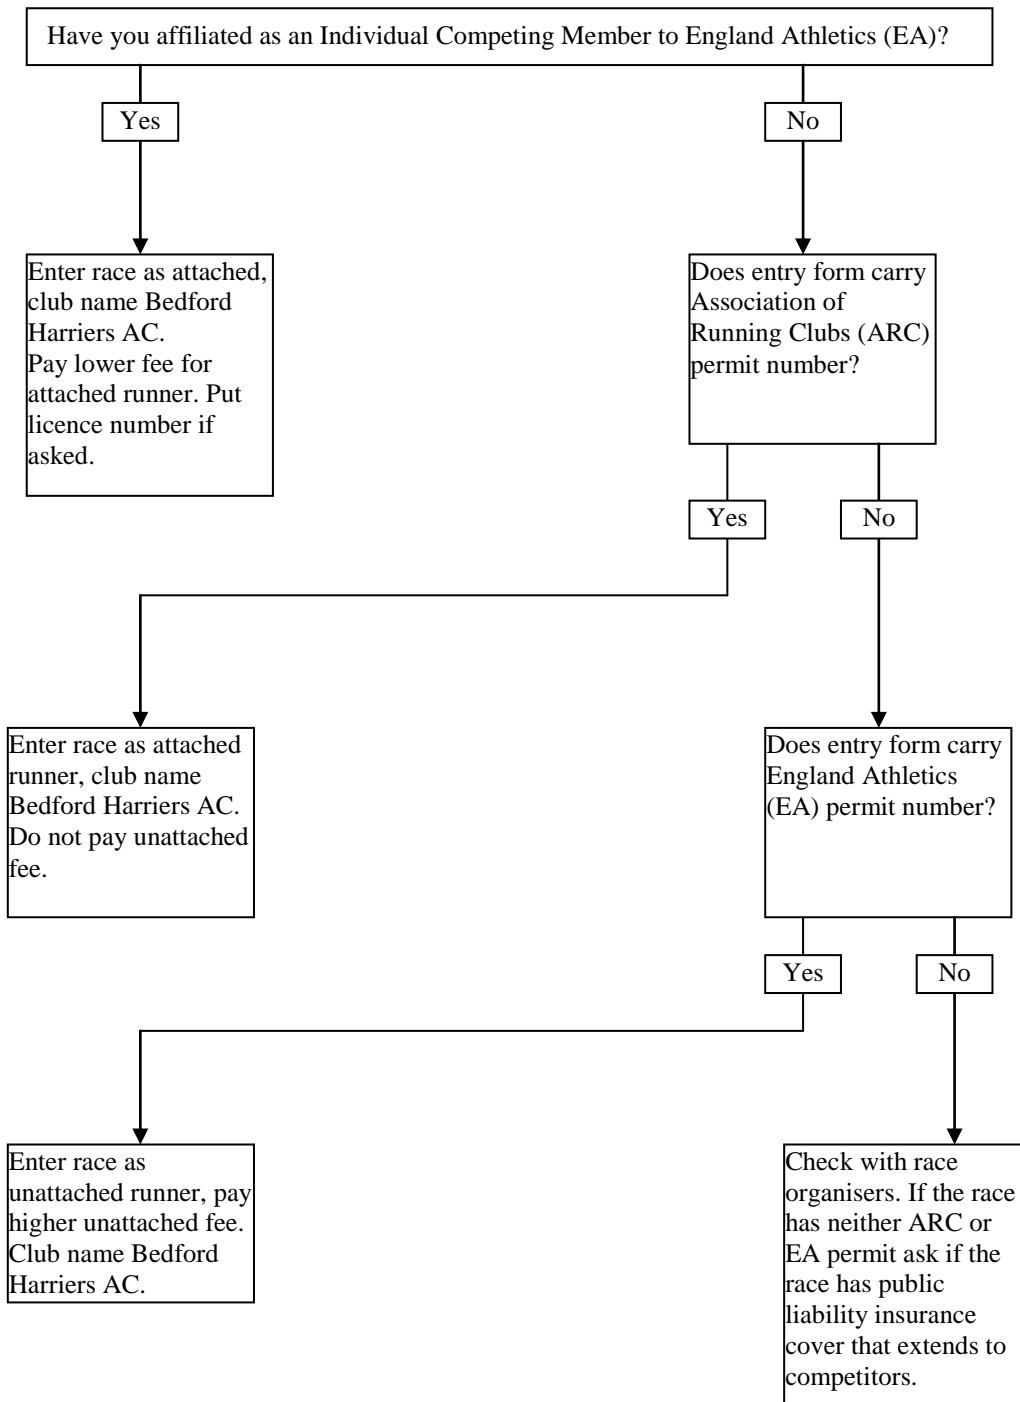 Have you affiliated as an Individual Competing Member to England Athletics (EA)?
Yes
No
Enter race as attached,
club name Bedford
Harriers AC.
Pay lower fee for
attached runner. Put
licence number if
asked.
Does entry form carry
Association of
Running Clubs (ARC)
permit number?
Yes
No
Enter race as attached
runner, club name
Bedford Harriers AC.
Do not pay unattached
fee.
Does entry form carry
England Athletics
(EA) permit number?
Yes
No
Enter race as
unattached runner, pay
higher unattached fee.
Club name Bedford
Harriers AC.
Check with race
organisers. If the race
has neither ARC or
EA permit ask if the
race has public
liability insurance
cover that extends to
competitors.